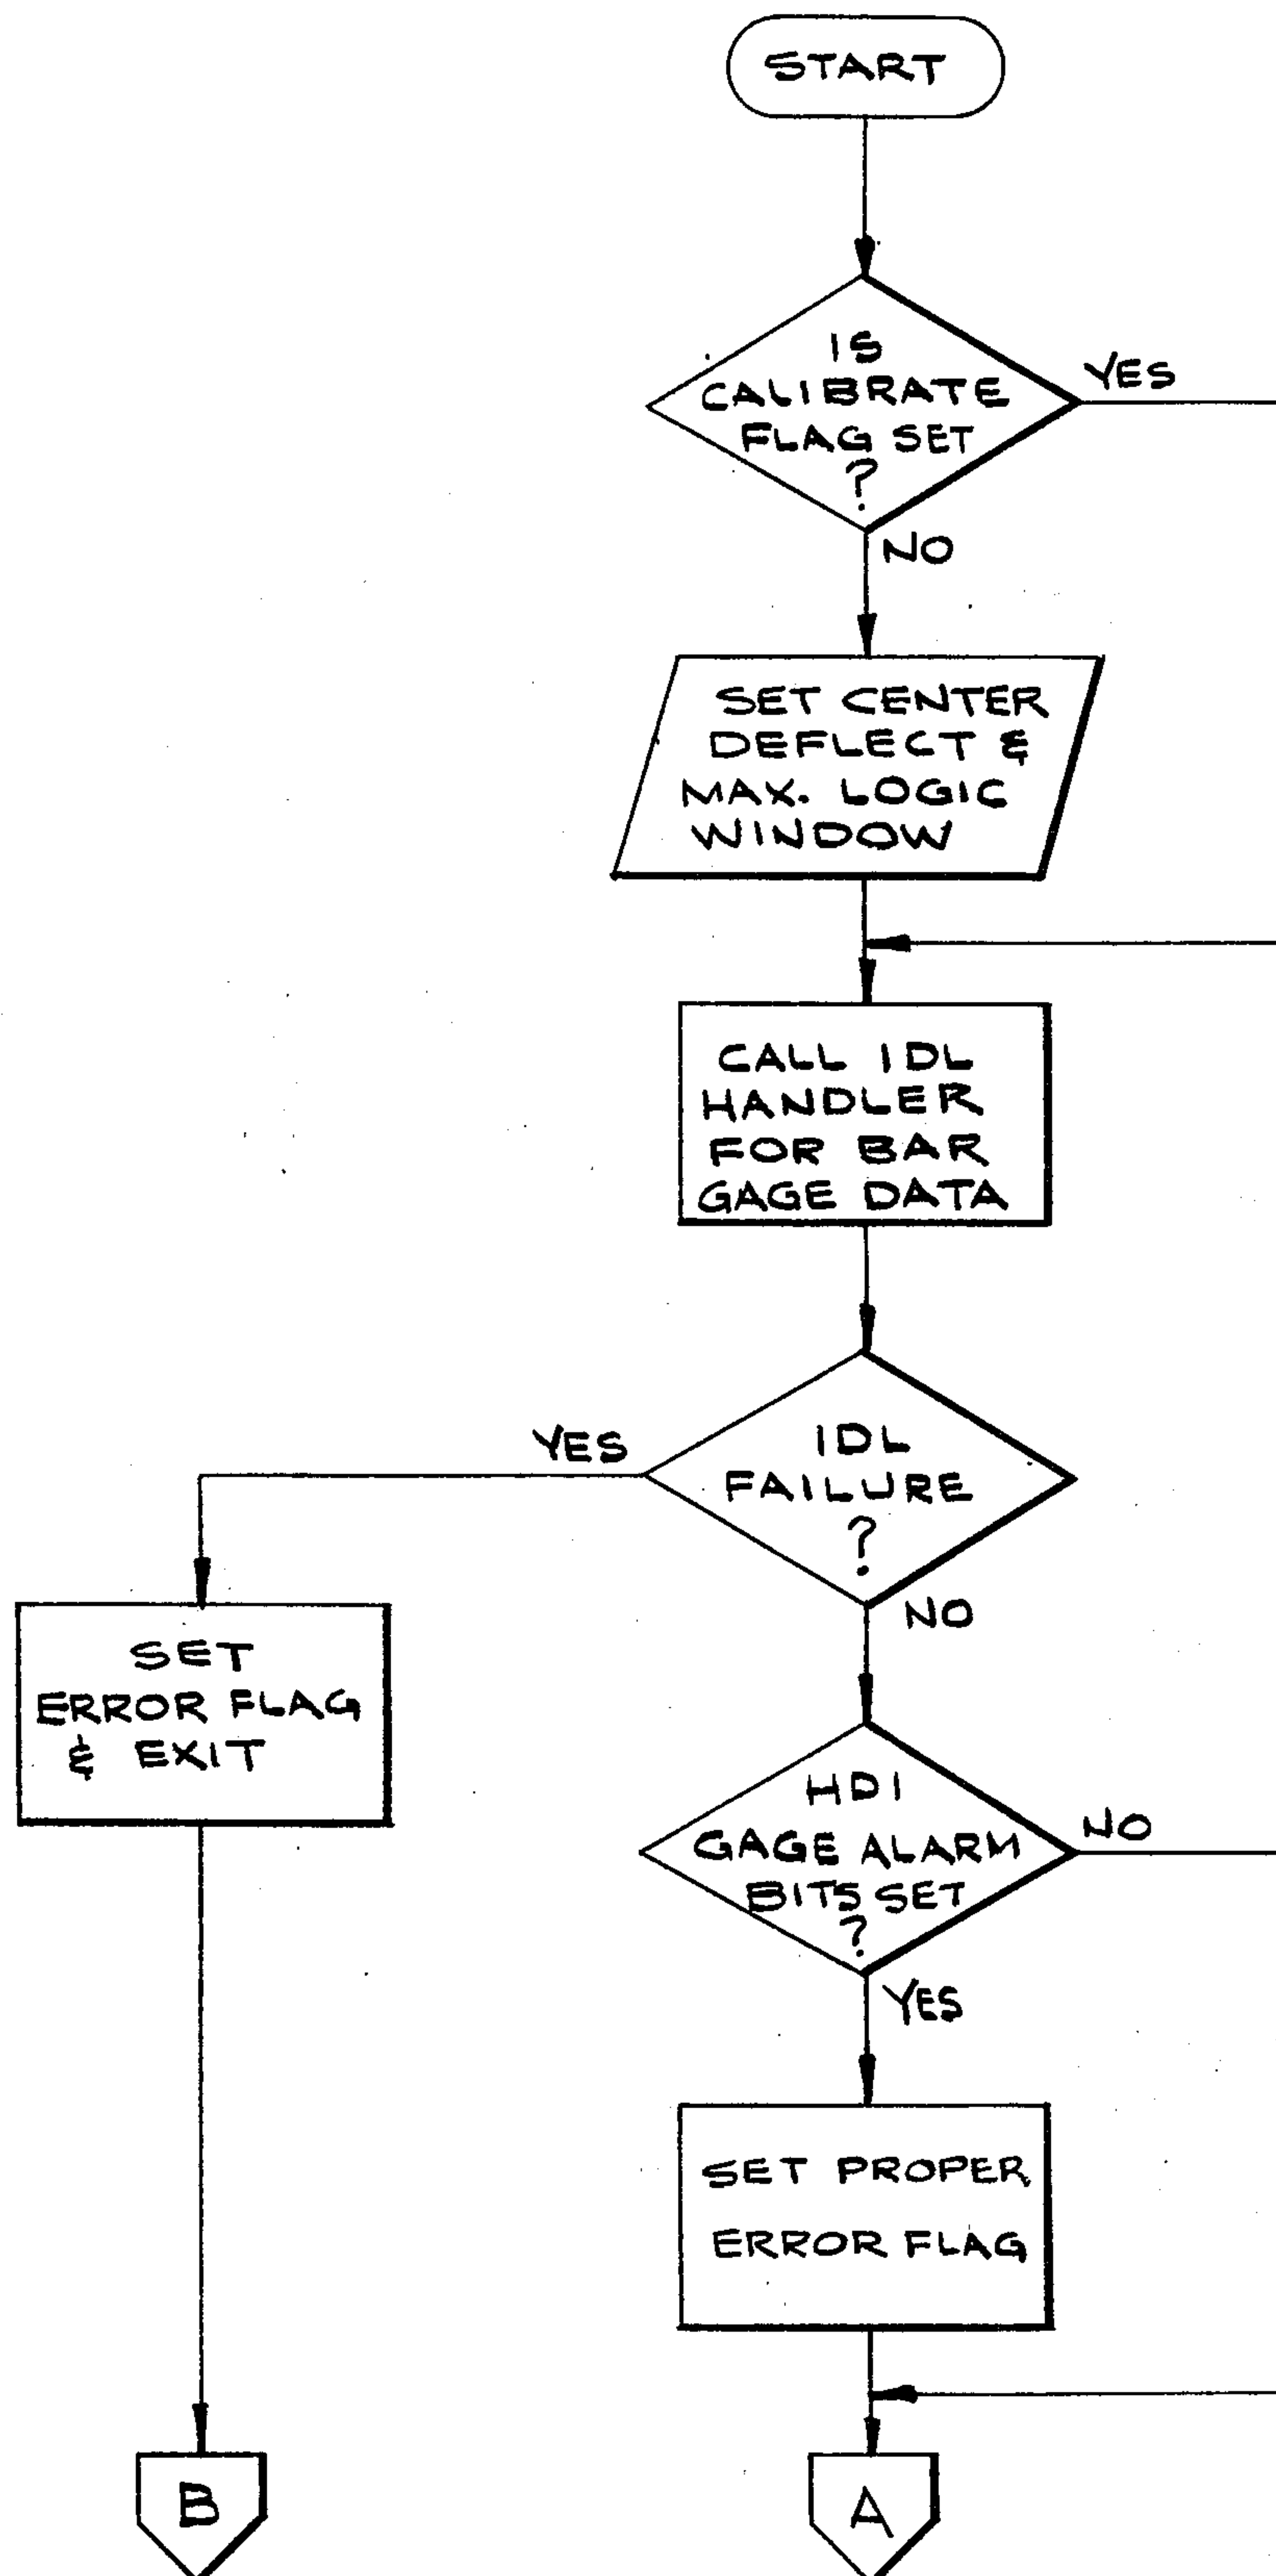 START
IS
CALIBRATE
FLAG SET
?
YES
NO
SET CENTER
DEFLECT &
MAX. LOGIC
WINDOW
CALL IDL
HANDLER
FOR BAR
GAGE DATA
IDL
FAILURE
?
YES
NO
SET
ERROR FLAG
& EXIT
HDI
GAGE ALARM
BITS SET
?
NO
YES
SET PROPER
ERROR FLAG
B
A